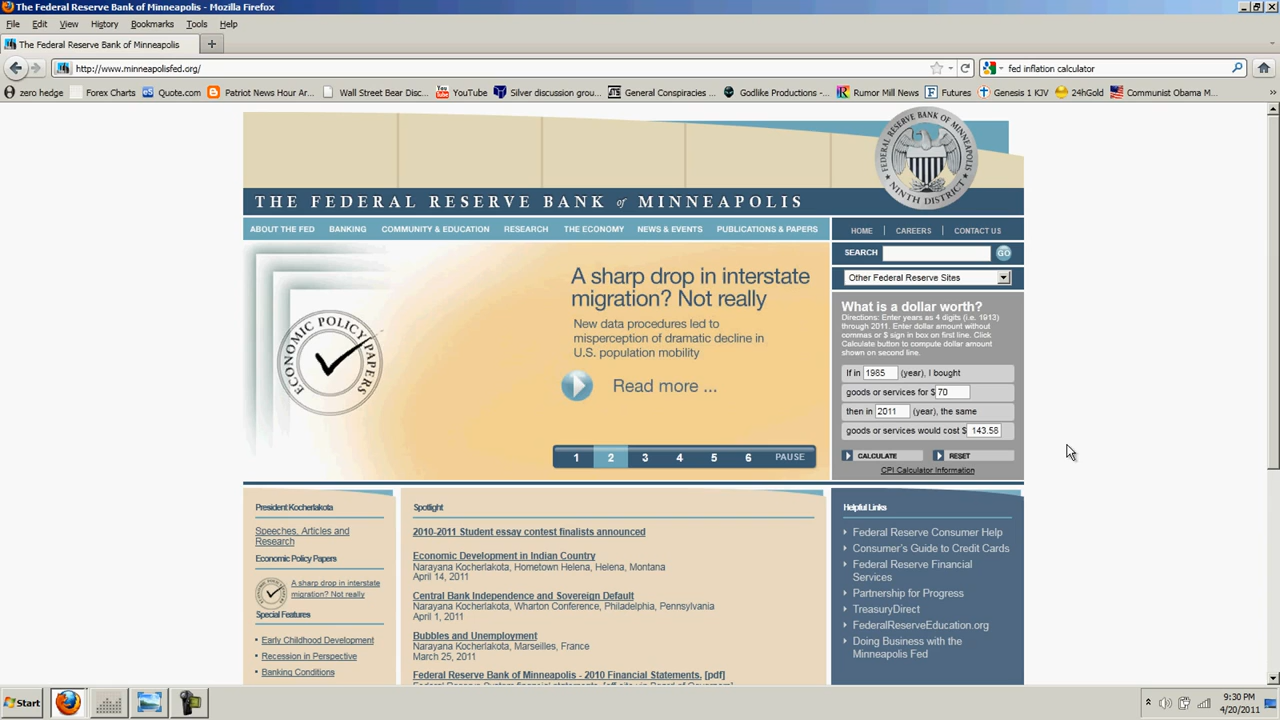 The Federal Reserve Bank of Minneapolis - Mozilla Firefox
File Edit View History Bookmarks Tools Help
The Federal Reserve Bank of Minneapolis
http://www.minneapolisfed.org/
fed inflation calculator
zero hedge Forex Charts Quote.com Patriot News Hour Ar... Wall Street Bear Disc... YouTube Silver discussion grou... General Conspiracies ... Godlike Productions -... Rumor Mill News Futures Genesis 1 KJV 24hGold Communist Obama M...
FEDERAL RESERVE BANK OF MINNEAPOLIS
NINTH DISTRICT
THE FEDERAL RESERVE BANK of MINNEAPOLIS
ABOUT THE FED BANKING COMMUNITY & EDUCATION RESEARCH THE ECONOMY NEWS & EVENTS PUBLICATIONS & PAPERS
HOME CAREERS CONTACT US
SEARCH GO
Other Federal Reserve Sites
ECONOMIC POLICY PAPERS
A sharp drop in interstate
migration? Not really
New data procedures led to
misperception of dramatic decline in
U.S. population mobility
Read more ...
1 2 3 4 5 6 PAUSE
What is a dollar worth?
Directions: Enter years as 4 digits (i.e. 1913)
through 2011. Enter dollar amount without
commas or $ sign in box on first line. Click
Calculate button to compute dollar amount
shown on second line.
If in 1985 (year), I bought
goods or services for $ 70
then in 2011 (year), the same
goods or services would cost $ 143.56
CALCULATE RESET
CPI Calculator Information
President Kocherlakota
Speeches, Articles and
Research
Economic Policy Papers
A sharp drop in interstate
migration? Not really
Special Features
Early Childhood Development
Recession in Perspective
Banking Conditions
Spotlight
2010-2011 Student essay contest finalists announced
Economic Development in Indian Country
Narayana Kocherlakota, Hometown Helena, Helena, Montana
April 14, 2011
Central Bank Independence and Sovereign Default
Narayana Kocherlakota, Wharton Conference, Philadelphia, Pennsylvania
April 1, 2011
Bubbles and Unemployment
Narayana Kocherlakota, Marseilles, France
March 25, 2011
Federal Reserve Bank of Minneapolis - 2010 Financial Statements. [pdf]
Helpful Links
Federal Reserve Consumer Help
Consumer's Guide to Credit Cards
Federal Reserve Financial
Services
Partnership for Progress
TreasuryDirect
FederalReserveEducation.org
Doing Business with the
Minneapolis Fed
Start
9:30 PM
4/20/2011